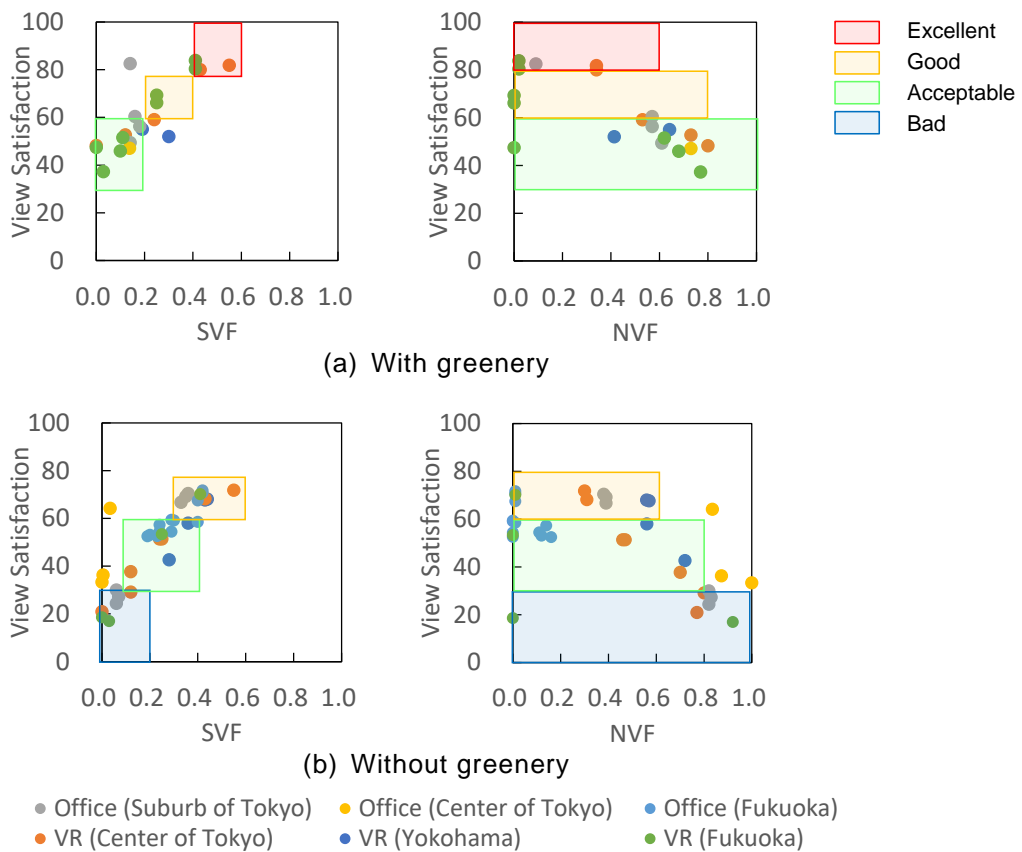 View Satisfaction
100
80
60
40
20
0
0.0 0.2 0.4 0.6 0.8 1.0
SVF
View Satisfaction
100
80
60
40
20
0
0.0 0.2 0.4 0.6 0.8 1.0
NVF
Excellent
Good
Acceptable
Bad
(a) With greenery
View Satisfaction
100
80
60
40
20
0
0.0 0.2 0.4 0.6 0.8 1.0
SVF
View Satisfaction
100
80
60
40
20
0
0.0 0.2 0.4 0.6 0.8 1.0
NVF
(b) Without greenery
Office (Suburb of Tokyo) Office (Center of Tokyo) Office (Fukuoka)
VR (Center of Tokyo) VR (Yokohama) VR (Fukuoka)